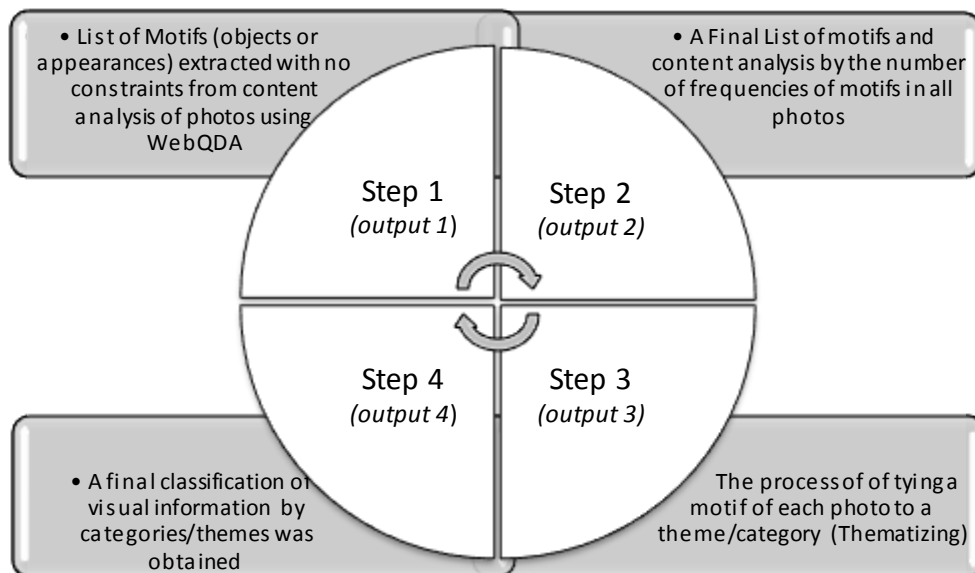 • List of Motifs (objects or
appearances) extracted with no
constraints from content
analysis of photos using
WebQDA
• A Final List of motifs and
content analysis by the number
of frequencies of motifs in all
photos
Step 1
(output 1)
Step 2
(output 2)
Step 4
(output 4)
Step 3
(output 3)
• A final classification of
visual information by
categories/themes was
obtained
The process of of tying a
motif of each photo to a
theme/category (Thematizing)